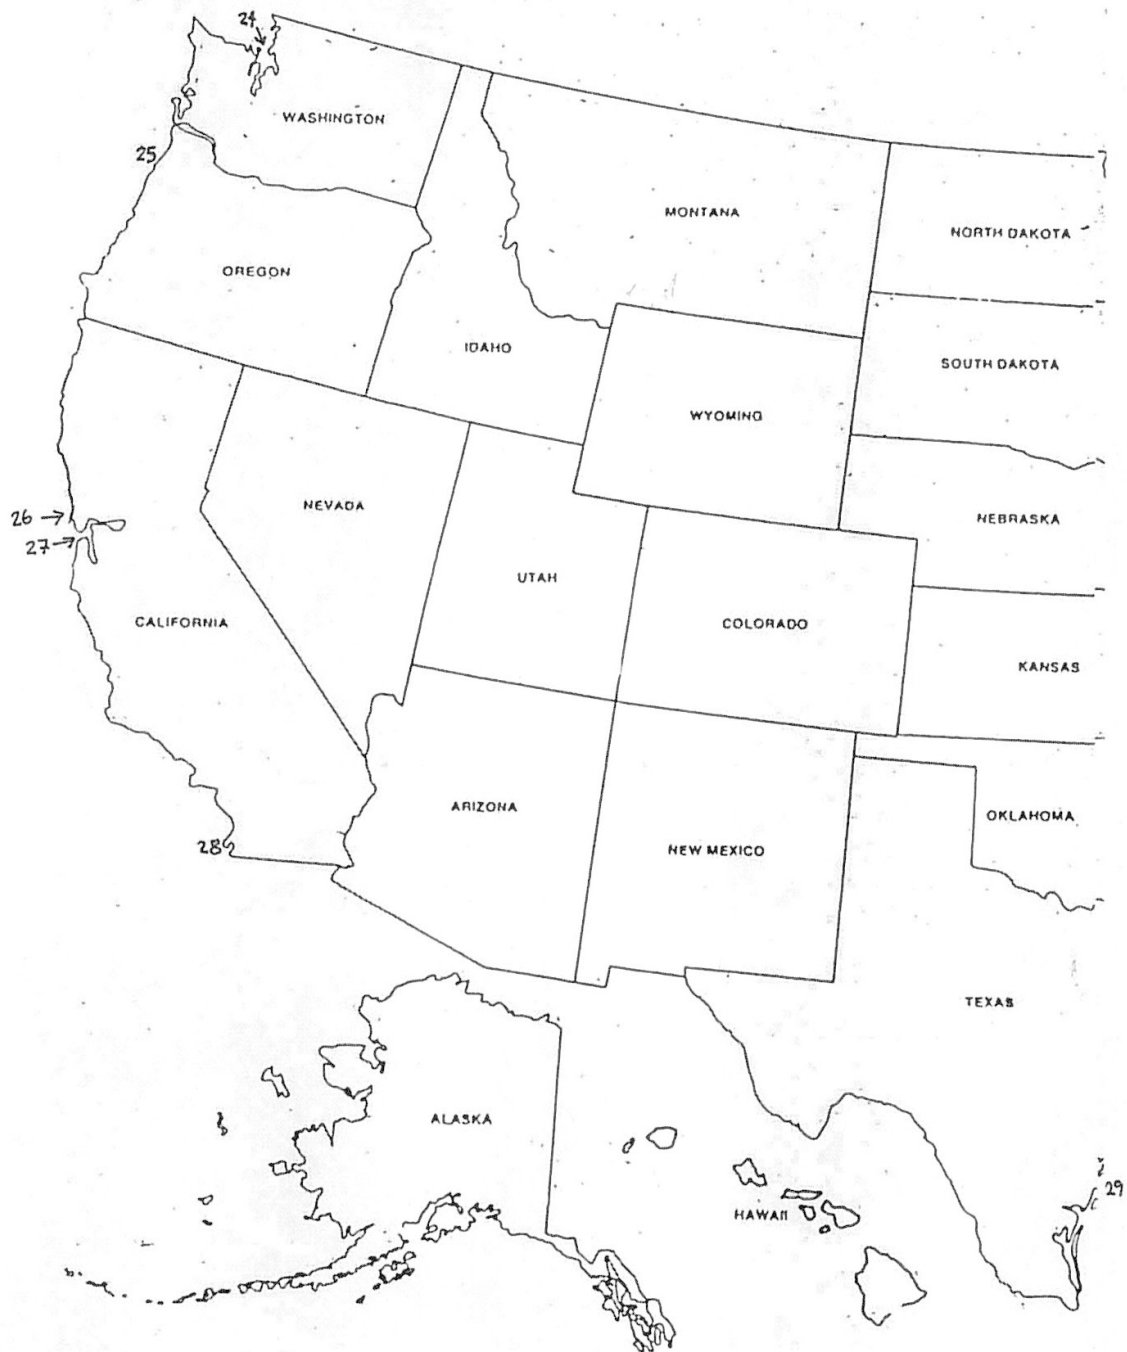 24
WASHINGTON
25
MONTANA
NORTH DAKOTA
OREGON
IDAHO
SOUTH DAKOTA
WYOMING
NEVADA
26
NEBRASKA
27
UTAH
CALIFORNIA
COLORADO
KANSAS
ARIZONA
OKLAHOMA
28
NEW MEXICO
TEXAS
ALASKA
29
HAWAII